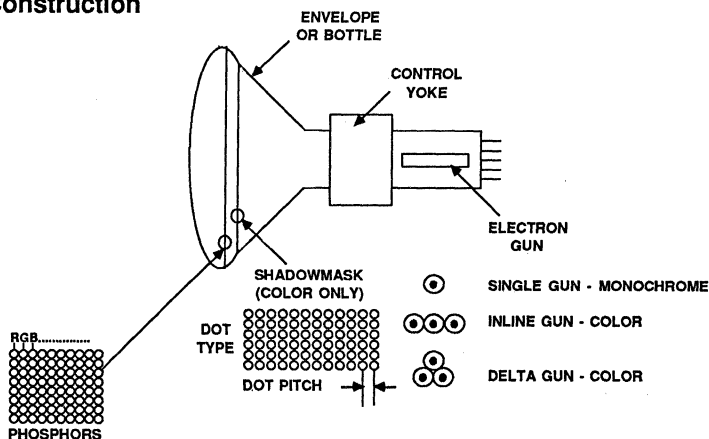 Construction
ENVELOPE
OR BOTTLE
CONTROL
YOKE
ELECTRON
GUN
SHADOWMASK
(COLOR ONLY)
SINGLE GUN - MONOCHROME
DOT
TYPE
INLINE GUN - COLOR
RGB................
DOT PITCH
DELTA GUN - COLOR
PHOSPHORS